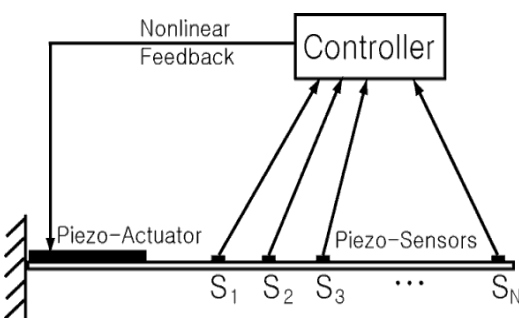 Nonlinear
Feedback
Controller
Piezo-Actuator
Piezo-Sensors
S1 S2 S3 ... SN